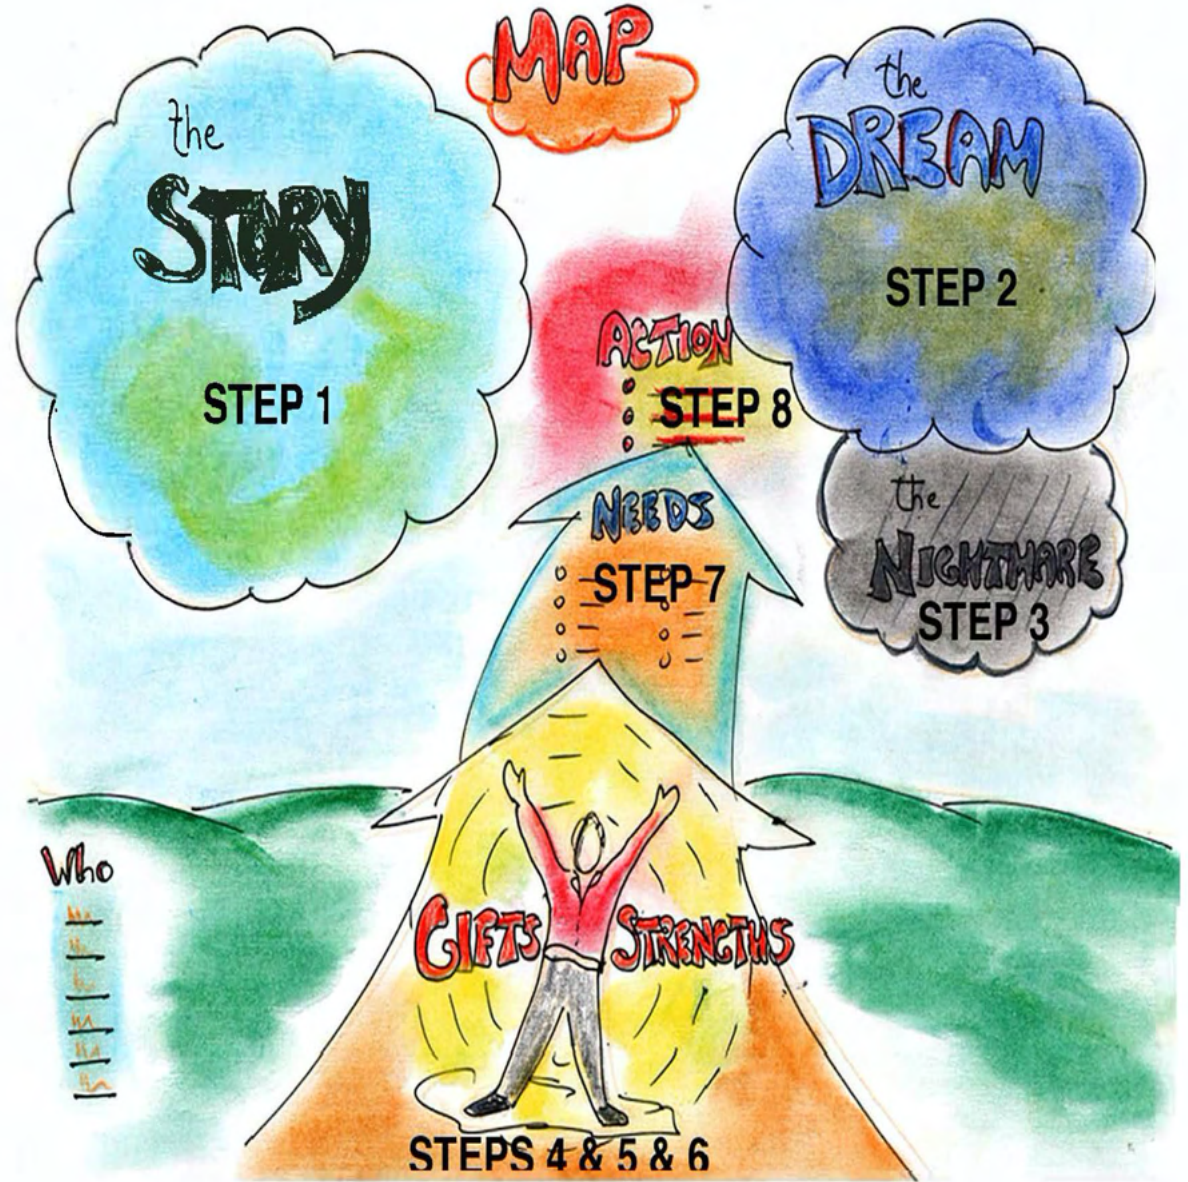 MAP
the
STORY
STEP 1
the
DREAM
STEP 2
ACTION
STEP 8
the
NIGHTMARE
STEP 3
NEEDS
STEP 7
Who
GIFTS STRENGTHS
STEPS 4 & 5 & 6